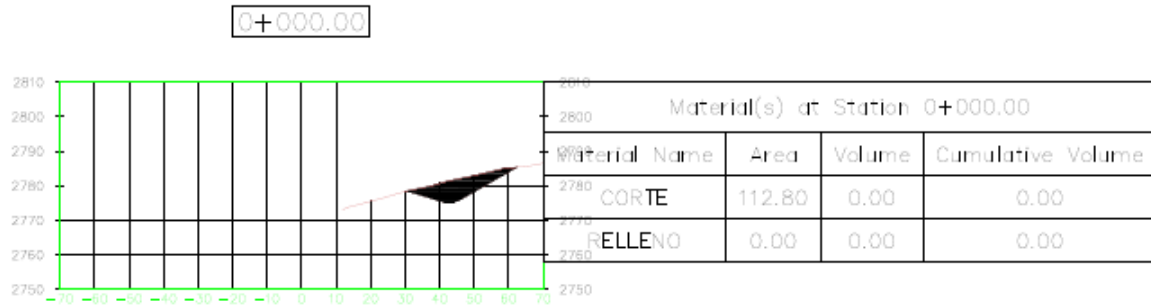 0+000.00
2810 2810
Material(s) at Station 0+000.00
2800 2800
2790 2790
Material Name Area Volume Cumulative Volume
2780 2780
CORTE 112.80 0.00 0.00
2770 2770
RELLENO 0.00 0.00 0.00
2760 2760
2750 2750
-70 -60 -50 -40 -30 -20 -10 0 10 20 30 40 50 60 70